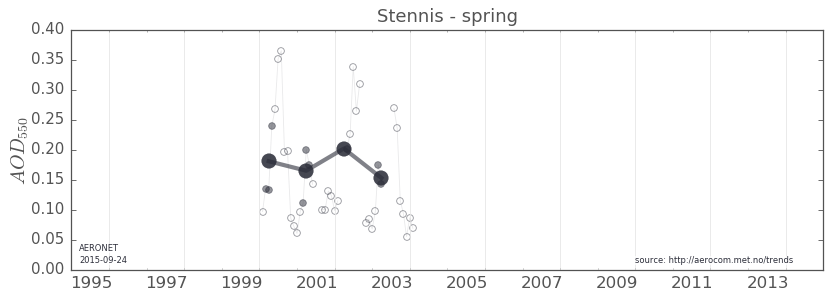 Stennis - spring
0.40
0.35
0.30
0.25
0.20
0.15
0.10
0.05
0.00
AOD550
AERONET
2015-09-24
source: http://aerocom.met.no/trends
1995 1997 1999 2001 2003 2005 2007 2009 2011 2013